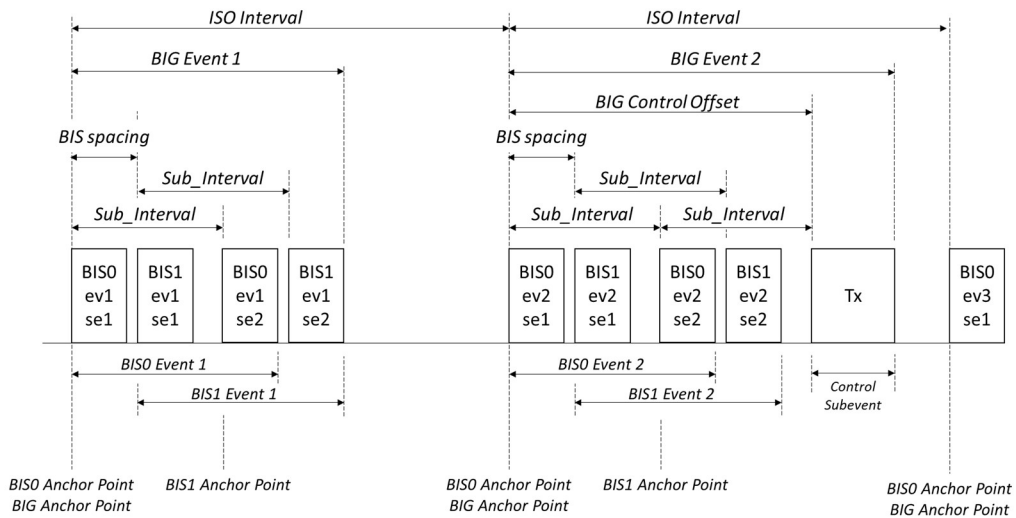 ISO Interval
ISO Interval
BIG Event 1
BIG Event 2
BIG Control Offset
BIS spacing
BIS spacing
Sub_Interval
Sub_Interval
Sub_Interval
Sub_Interval
Sub_Interval
BIS0
ev1
se1
BIS1
ev1
se1
BIS0
ev1
se2
BIS1
ev1
se2
BIS0
ev2
se1
BIS1
ev2
se1
BIS0
ev2
se2
BIS1
ev2
se2
Tx
BIS0
ev3
se1
BIS0 Event 1
BIS1 Event 1
BIS0 Event 2
BIS1 Event 2
Control
Subevent
BIS0 Anchor Point
BIG Anchor Point
BIS1 Anchor Point
BIS0 Anchor Point
BIG Anchor Point
BIS1 Anchor Point
BIS0 Anchor Point
BIG Anchor Point